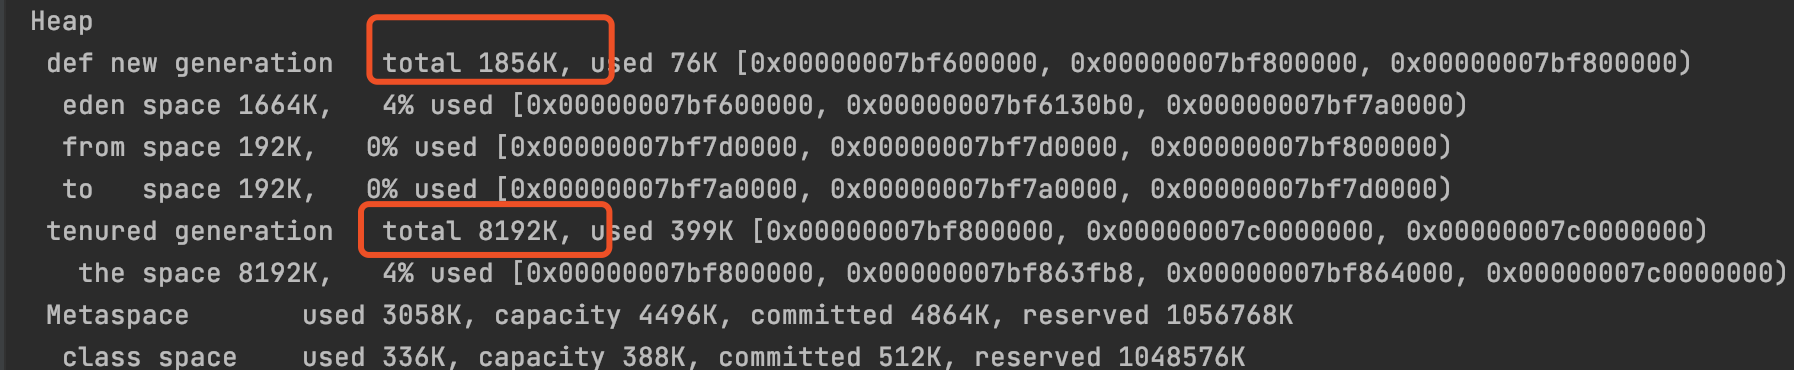 Heap
def new generation   total 1856K, used 76K [0x00000007bf600000, 0x00000007bf800000, 0x00000007bf800000)
eden space 1664K,   4% used [0x00000007bf600000, 0x00000007bf6130b0, 0x00000007bf7a0000)
from space 192K,   0% used [0x00000007bf7d0000, 0x00000007bf7d0000, 0x00000007bf800000)
to   space 192K,   0% used [0x00000007bf7a0000, 0x00000007bf7a0000, 0x00000007bf7d0000)
tenured generation   total 8192K, used 399K [0x00000007bf800000, 0x00000007c0000000, 0x00000007c0000000)
the space 8192K,   4% used [0x00000007bf800000, 0x00000007bf863fb8, 0x00000007bf864000, 0x00000007c0000000)
Metaspace       used 3058K, capacity 4496K, committed 4864K, reserved 1056768K
class space    used 336K, capacity 388K, committed 512K, reserved 1048576K